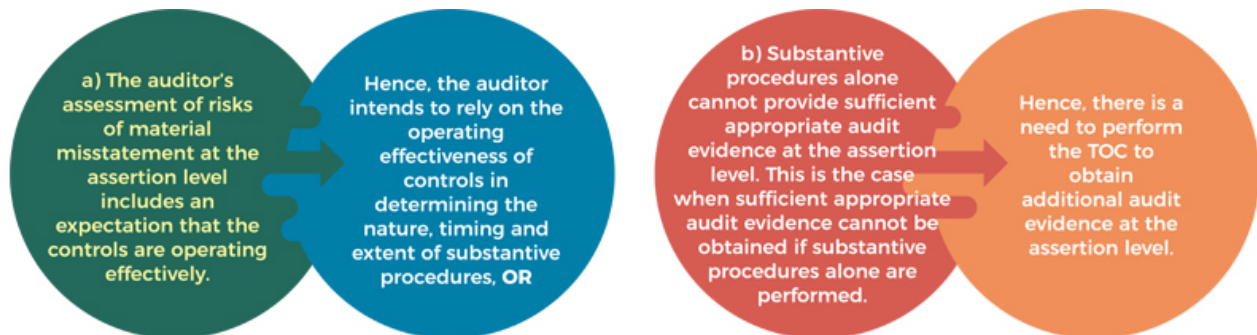 a) The auditor's
assessment of risks
of material
misstatement at the
assertion level
includes an
expectation that the
controls are operating
effectively.
Hence, the auditor
intends to rely on the
operating
effectiveness of
controls in
determining the
nature, timing and
extent of substantive
procedures, OR
b) Substantive
procedures alone
cannot provide sufficient
appropriate audit
evidence at the assertion
level. This is the case
when sufficient appropriate
audit evidence cannot be
obtained if substantive
procedures alone are
performed.
Hence, there is a
need to perform
the TOC to
obtain
additional audit
evidence at the
assertion level.